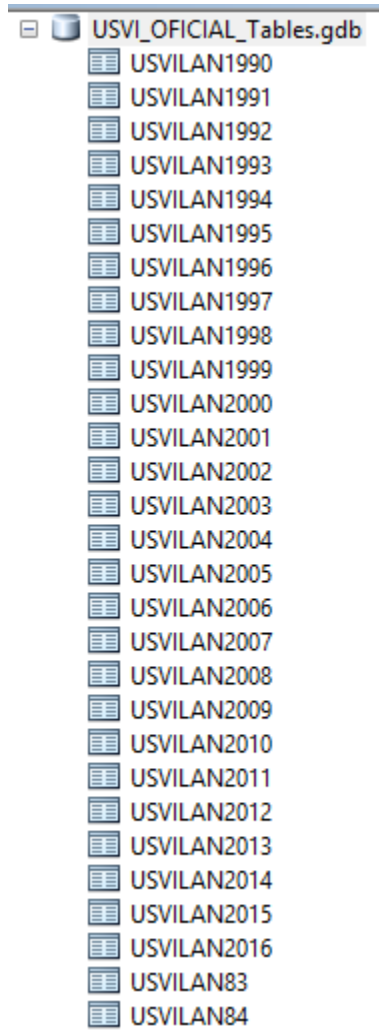 USVI_OFICIAL_Tables.gdb
USVILAN1990
USVILAN1991
USVILAN1992
USVILAN1993
USVILAN1994
USVILAN1995
USVILAN1996
USVILAN1997
USVILAN1998
USVILAN1999
USVILAN2000
USVILAN2001
USVILAN2002
USVILAN2003
USVILAN2004
USVILAN2005
USVILAN2006
USVILAN2007
USVILAN2008
USVILAN2009
USVILAN2010
USVILAN2011
USVILAN2012
USVILAN2013
USVILAN2014
USVILAN2015
USVILAN2016
USVILAN83
USVILAN84